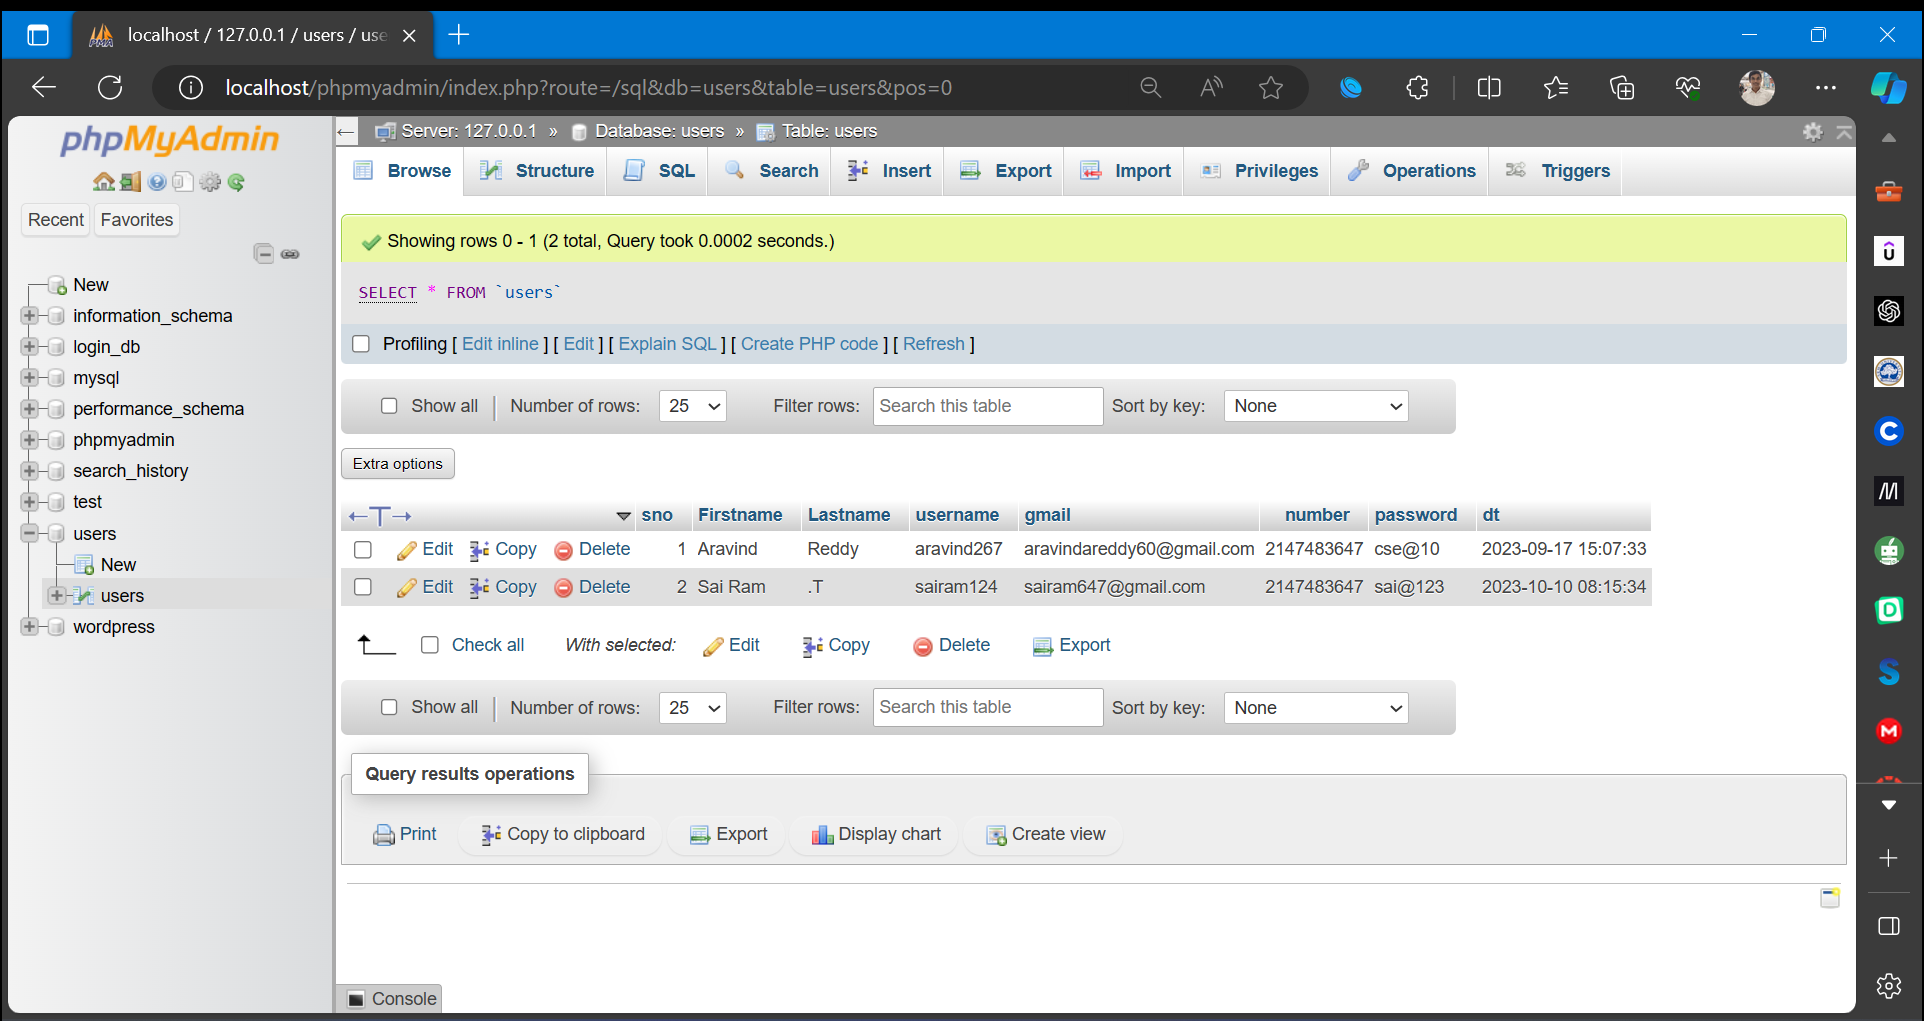 localhost / 127.0.0.1 / users / use
localhost/phpmyadmin/index.php?route=/sql&db=users&table=users&pos=0
phpMyAdmin
Recent Favorites
New
information_schema
login_db
mysql
performance_schema
phpmyadmin
search_history
test
users
New
users
wordpress
Server: 127.0.0.1 » Database: users » Table: users
Browse Structure SQL Search Insert Export Import Privileges Operations Triggers
Showing rows 0 - 1 (2 total, Query took 0.0002 seconds.)
SELECT * FROM `users`
Profiling [ Edit inline ] [ Edit ] [ Explain SQL ] [ Create PHP code ] [ Refresh ]
Show all Number of rows: 25 Filter rows: Search this table Sort by key: None
Extra options
sno Firstname Lastname username gmail number password dt
Edit Copy Delete 1 Aravind Reddy aravind267 aravindareddy60@gmail.com 2147483647 cse@10 2023-09-17 15:07:33
Edit Copy Delete 2 Sai Ram .T sairam124 sairam647@gmail.com 2147483647 sai@123 2023-10-10 08:15:34
Check all With selected: Edit Copy Delete Export
Show all Number of rows: 25 Filter rows: Search this table Sort by key: None
Query results operations
Print Copy to clipboard Export Display chart Create view
Console